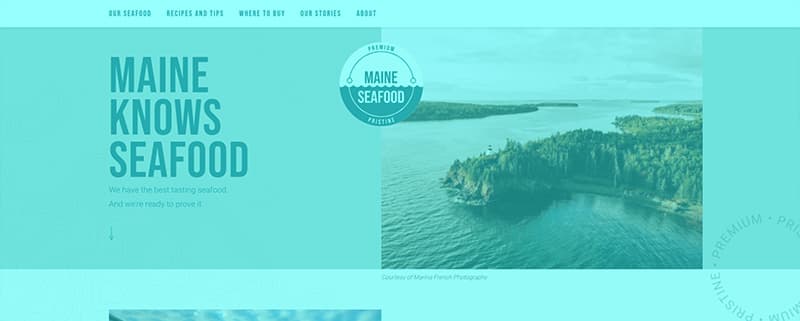 OUR SEAFOOD RECIPES AND TIPS WHERE TO BUY OUR STORIES ABOUT
PREMIUM
MAINE
SEAFOOD
PRISTINE
MAINE
KNOWS
SEAFOOD
We have the best tasting seafood.
And we're ready to prove it.
Courtesy of Marina French Photography
PRISTINE • PREMIUM •